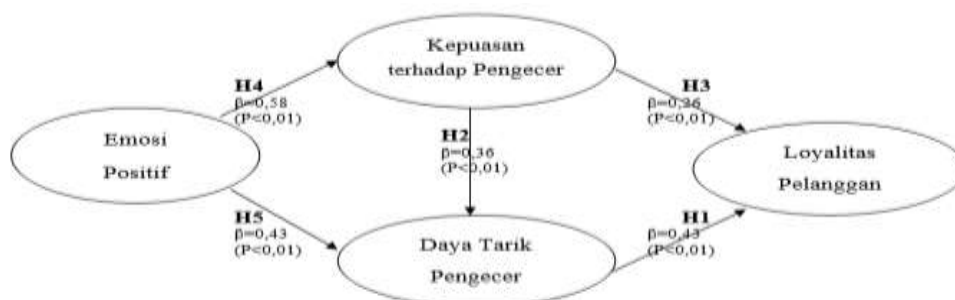 Kepuasan
terhadap Pengecer
H4
β=0,58
(P<0,01)
H3
β=0,26
(P<0,01)
H2
β=0,36
(P<0,01)
Emosi
Positif
Loyalitas
Pelanggan
H5
β=0,43
(P<0,01)
H1
β=0,43
(P<0,01)
Daya Tarik
Pengecer